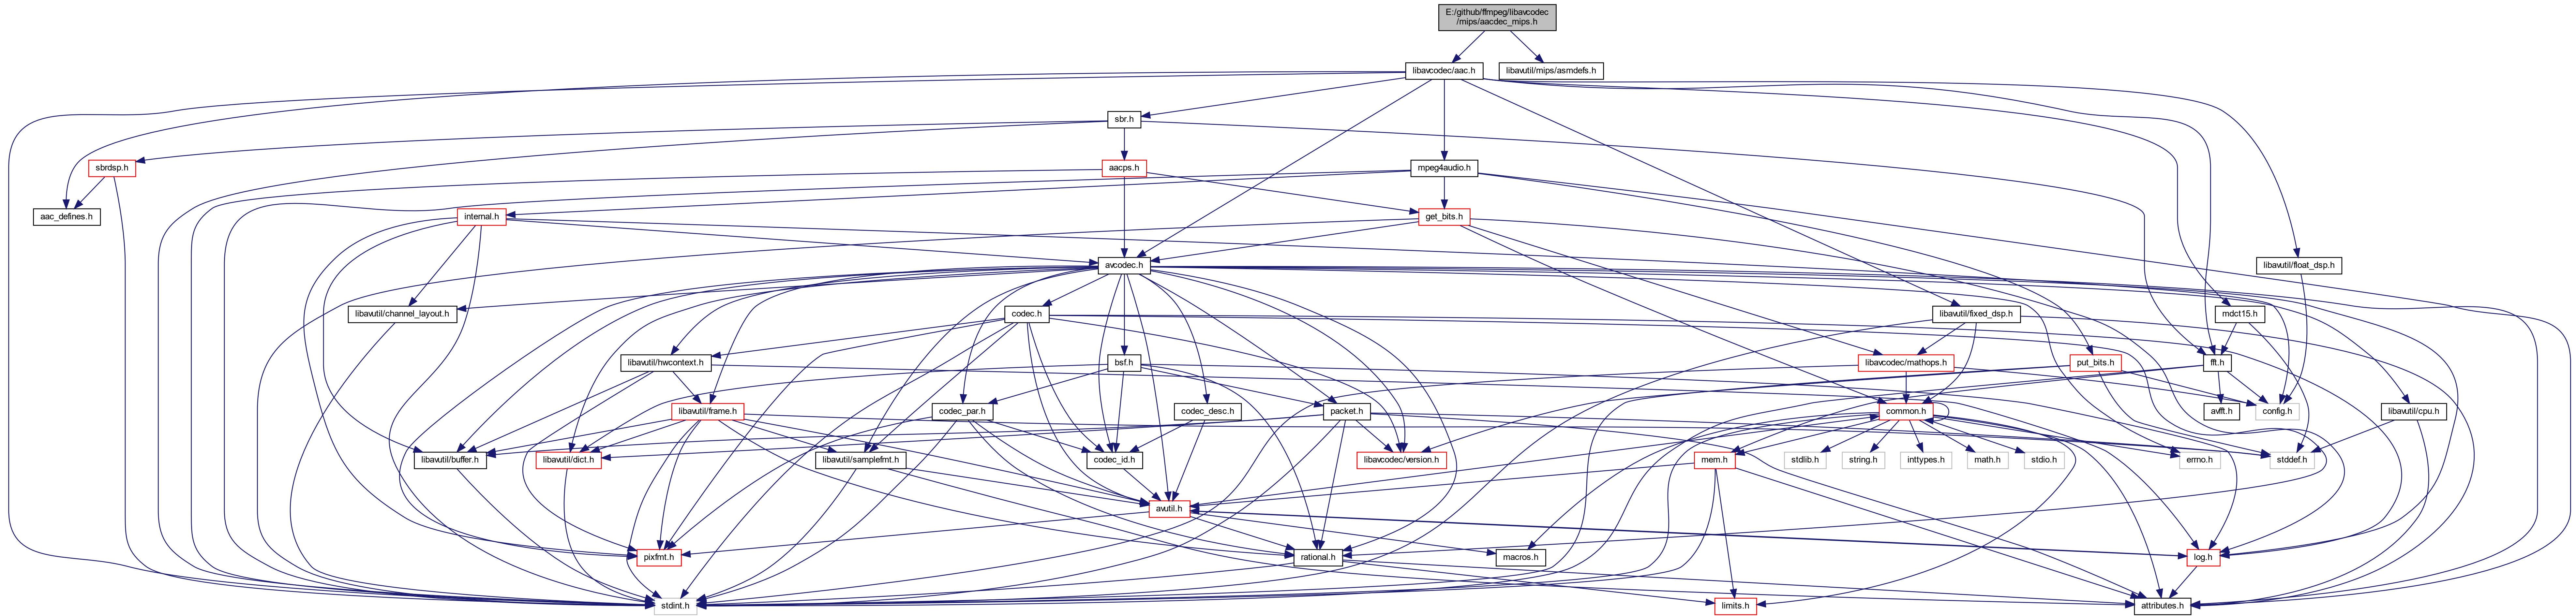 E:/github/ffmpeg/libavcodec
/mips/aacdec_mips.h
libavcodec/aac.h
libavutil/mips/asmdefs.h
sbr.h
sbrdsp.h
aacps.h
mpeg4audio.h
aac_defines.h
internal.h
get_bits.h
avcodec.h
libavutil/float_dsp.h
libavutil/channel_layout.h
codec.h
libavutil/fixed_dsp.h
mdct15.h
libavutil/hwcontext.h
bsf.h
libavcodec/mathops.h
put_bits.h
fft.h
libavutil/frame.h
codec_par.h
codec_desc.h
packet.h
common.h
avfft.h
config.h
libavutil/cpu.h
libavutil/buffer.h
libavutil/dict.h
libavutil/samplefmt.h
codec_id.h
libavcodec/version.h
mem.h
stdlib.h
string.h
inttypes.h
math.h
stdio.h
errno.h
stddef.h
avutil.h
pixfmt.h
rational.h
macros.h
log.h
stdint.h
limits.h
attributes.h